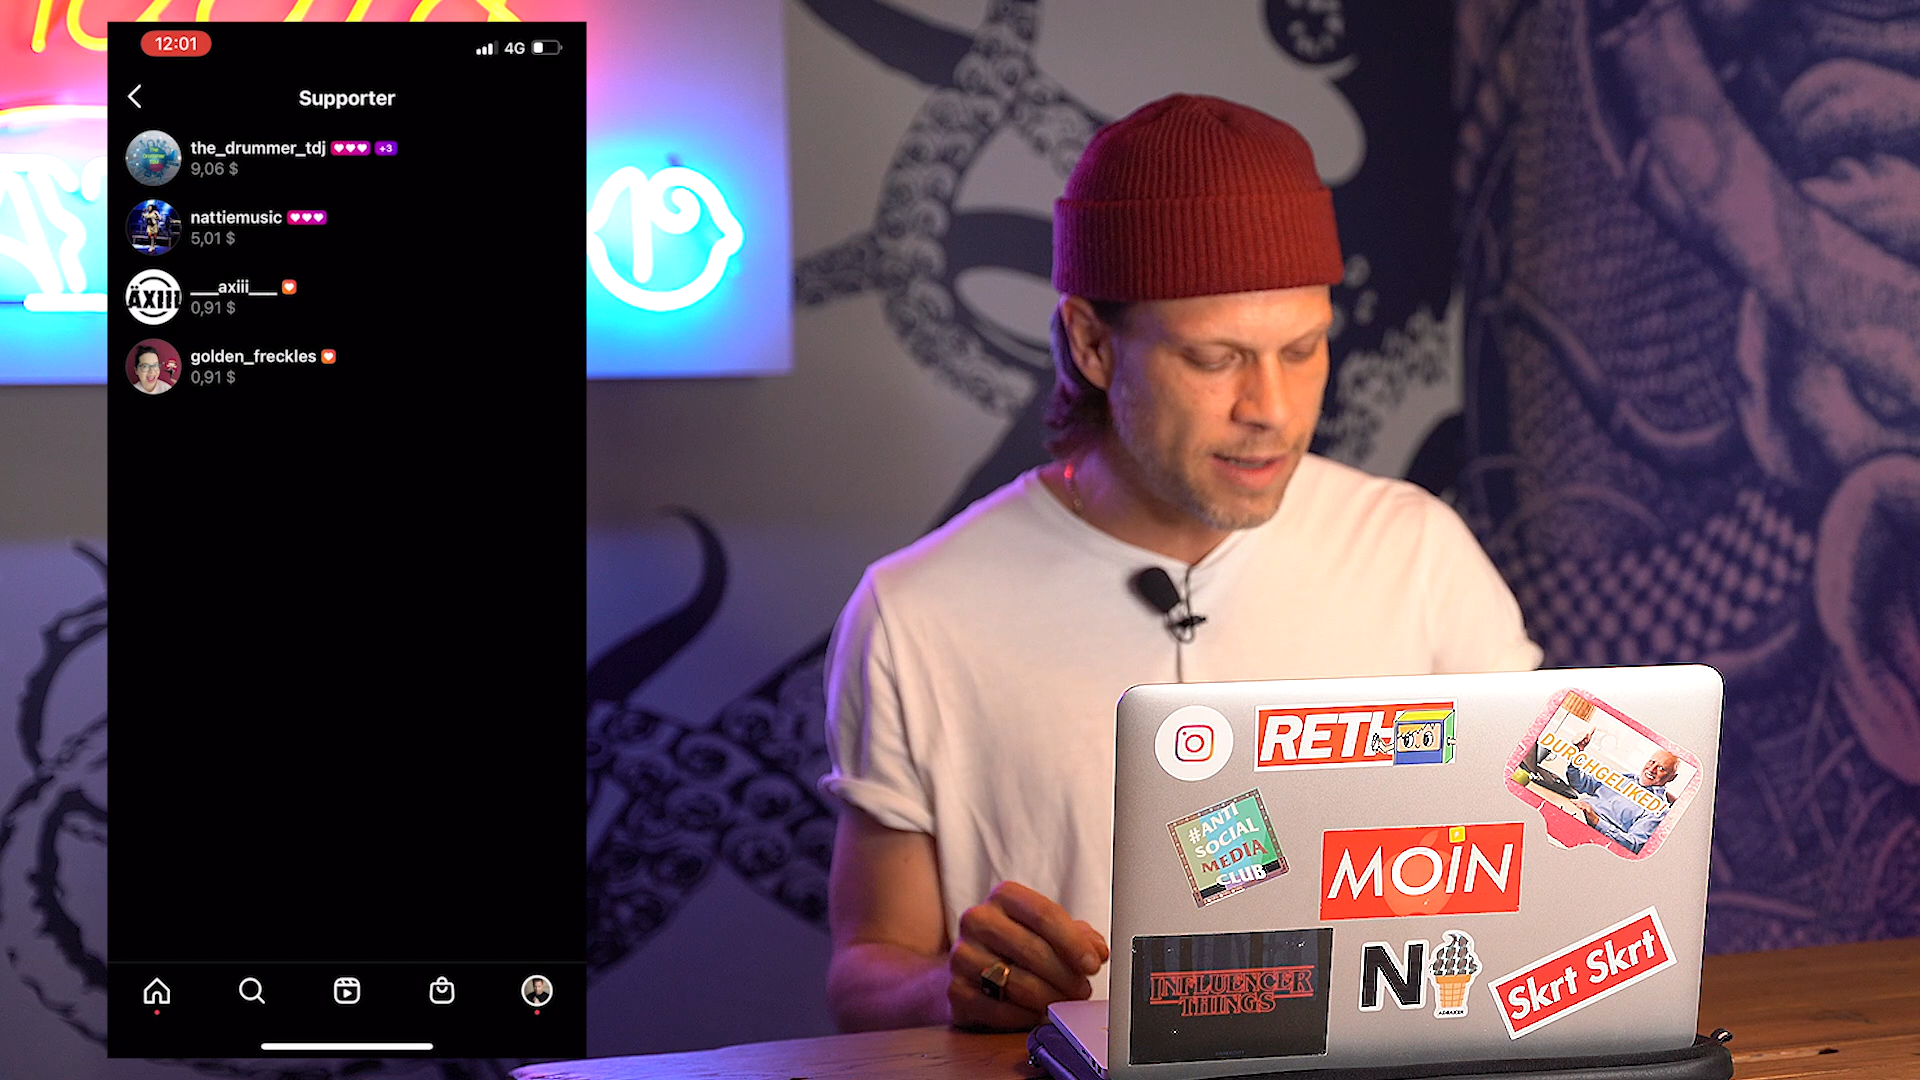 12:01
4G
Supporter
the_drummer_tdj +3
9,06 $
nattiemusic
5,01 $
ÄXIII
___axiii___
0,91 $
golden_freckles
0,91 $
DURCHGELIKED!
#ANTI
SOCIAL
MEDIA
CLUB
MOIN
INFLUENCER
THINGS
N
Skrt Skrt